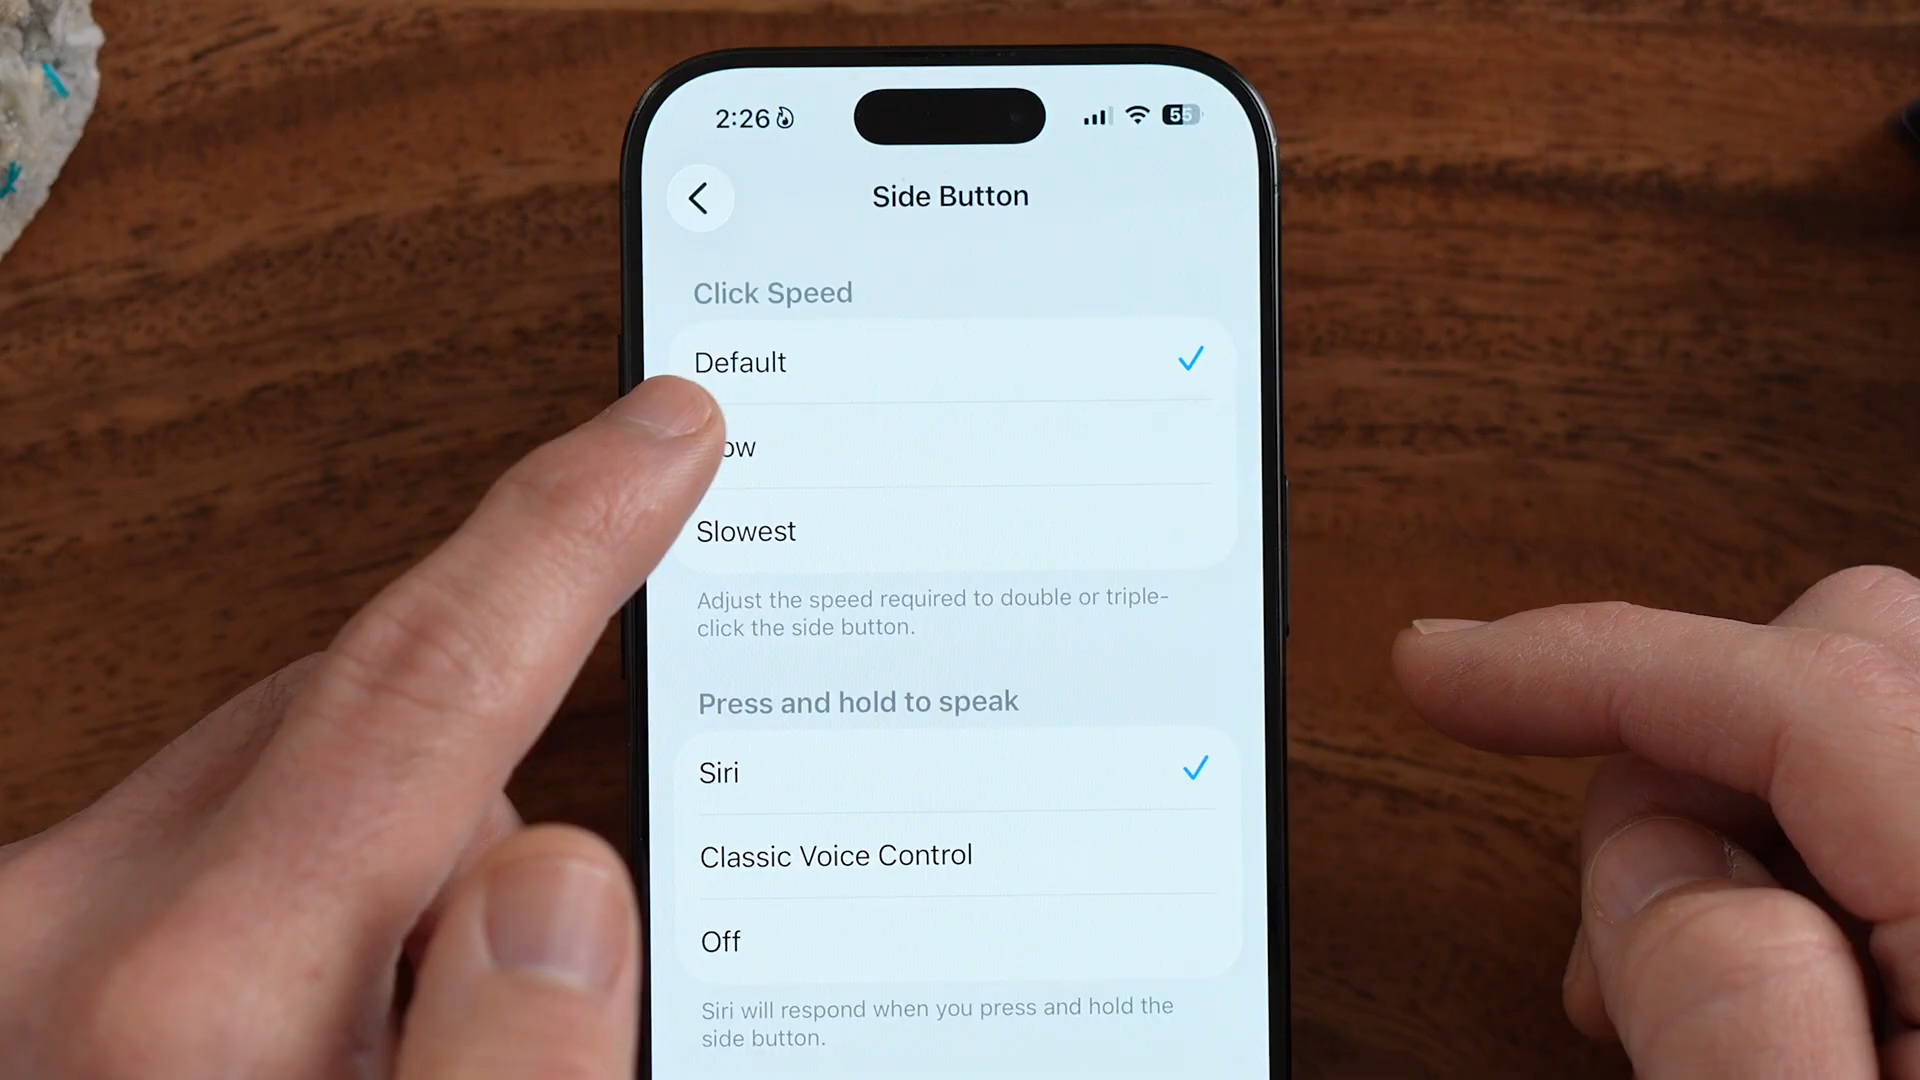 2:26
55
Side Button
Click Speed
Default
Slowest
Adjust the speed required to double or triple-
click the side button.
Press and hold to speak
Siri
Classic Voice Control
Off
Siri will respond when you press and hold the
side button.